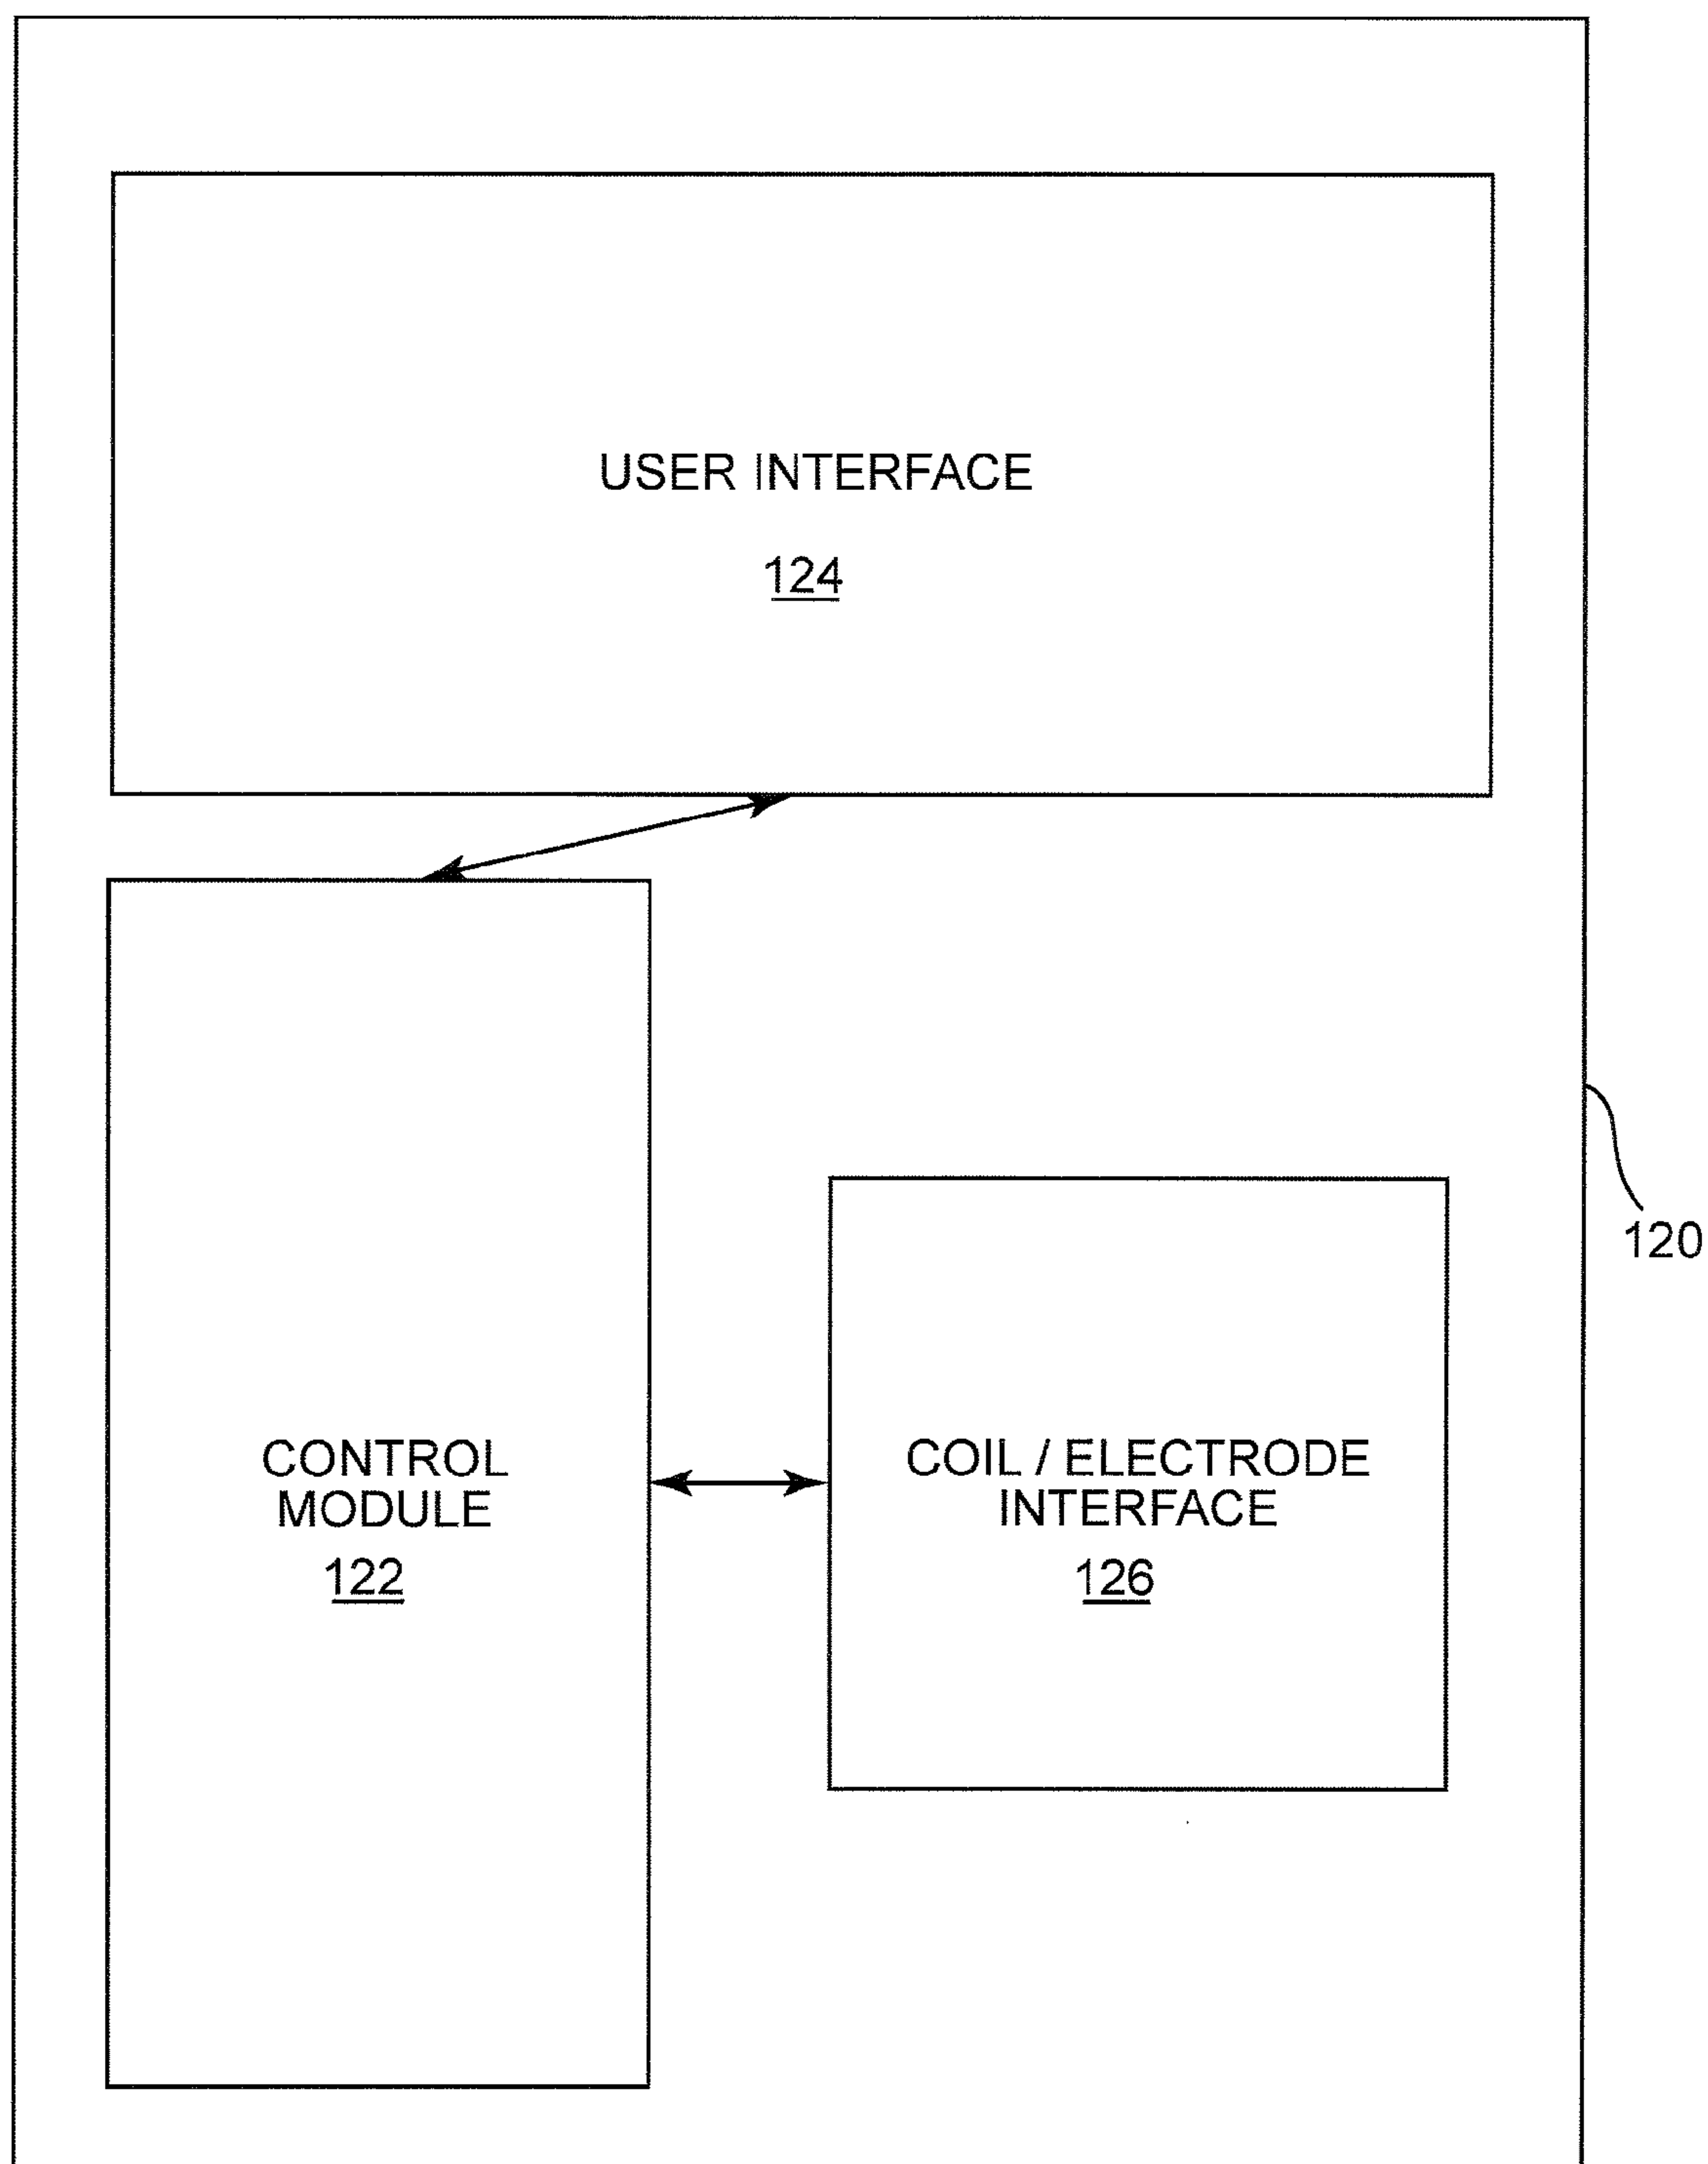 USER INTERFACE
124
120
CONTROL
MODULE
122
COIL / ELECTRODE
INTERFACE
126